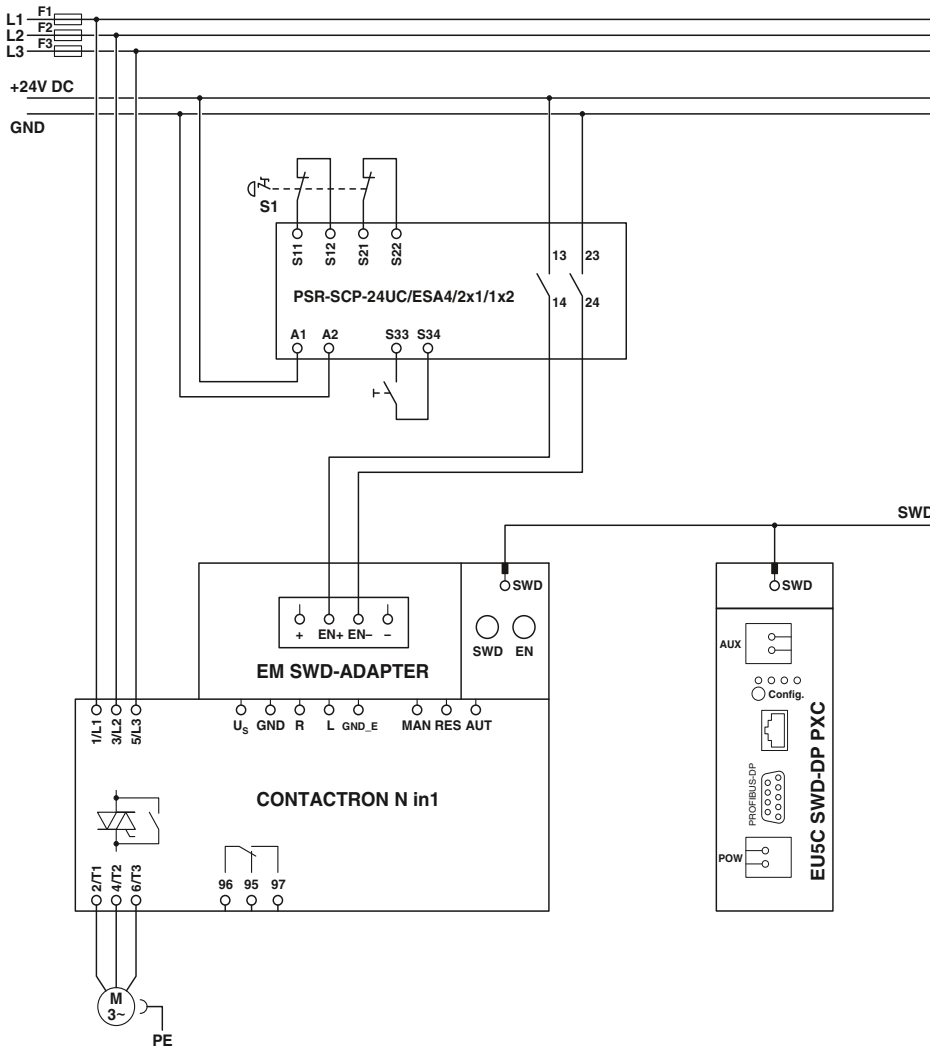 L1 F1
L2 F2
L3 F3
+24V DC
GND
S1
S11 S12 S21 S22
13 23
PSR-SCP-24UC/ESA4/2x1/1x2
14 24
A1 A2 S33 S34
SWD
SWD
SWD
+ EN+ EN– –
SWD EN
EM SWD-ADAPTER
AUX
Config.
PROFIBUS-DP
POW
EU5C SWD-DP PXC
1/L1 3/L2 5/L3
US GND R L GND_E MAN RES AUT
CONTACTRON N in1
2/T1 4/T2 6/T3
96 95 97
M
3~
PE